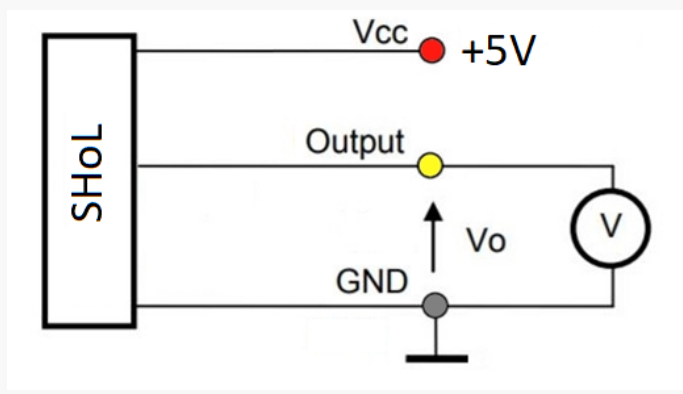 Vcc
+5V
SHoL
Output
V
Vo
GND